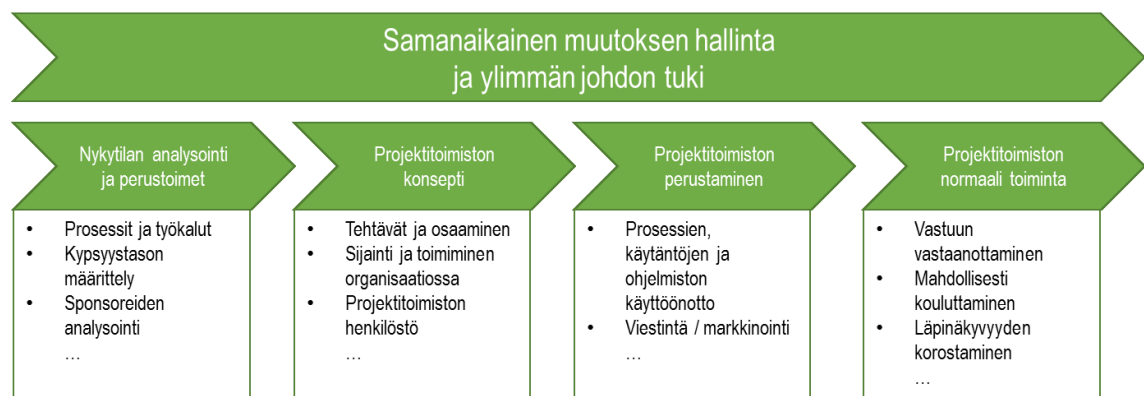 Samanaikainen muutoksen hallinta
ja ylimmän johdon tuki
Nykytilan analysointi
ja perustoimet
• Prosessit ja työkalut
• Kypsyystason
määrittely
• Sponsoreiden
analysointi
…
Projektitoimiston
konsepti
• Tehtävät ja osaaminen
• Sijainti ja toimiminen
organisaatiossa
• Projektitoimiston
henkilöstö
…
Projektitoimiston
perustaminen
• Prosessien,
käytäntöjen ja
ohjelmiston
käyttöönotto
• Viestintä / markkinointi
…
Projektitoimiston
normaali toiminta
• Vastuun
vastaanottaminen
• Mahdollisesti
kouluttaminen
• Läpinäkyvyyden
korostaminen
…